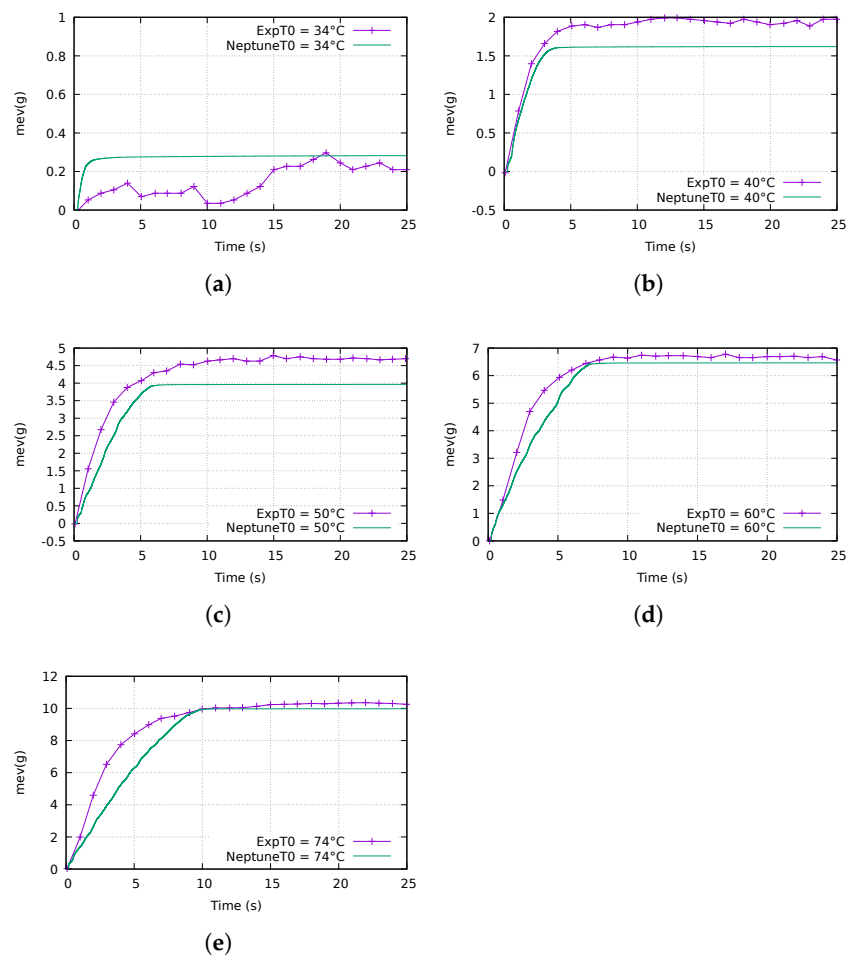 1
0.8
0.6
0.4
0.2
0
mev(g)
0 5 10 15 20 25
Time (s)
ExpT0 = 34°C
NeptuneT0 = 34°C
(a)
2
1.5
1
0.5
0
-0.5
mev(g)
0 5 10 15 20 25
Time (s)
ExpT0 = 40°C
NeptuneT0 = 40°C
(b)
5
4.5
4
3.5
3
2.5
2
1.5
1
0.5
0
-0.5
mev(g)
0 5 10 15 20 25
Time (s)
ExpT0 = 50°C
NeptuneT0 = 50°C
(c)
7
6
5
4
3
2
1
0
mev(g)
0 5 10 15 20 25
Time (s)
ExpT0 = 60°C
NeptuneT0 = 60°C
(d)
12
10
8
6
4
2
0
mev(g)
0 5 10 15 20 25
Time (s)
ExpT0 = 74°C
NeptuneT0 = 74°C
(e)